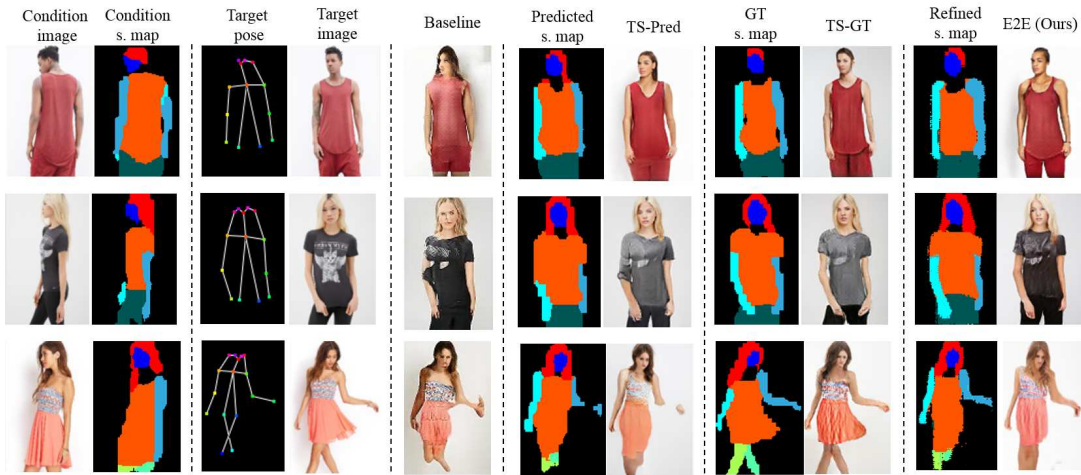 Condition
image
Condition
s. map
Target
pose
Target
image
Baseline
Predicted
s. map
TS-Pred
GT
s. map
TS-GT
Refined
s. map
E2E (Ours)